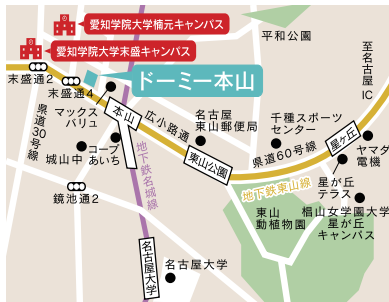 愛知学院大学楠元キャンパス
平和公園
愛知学院大学末盛キャンパス
至名古屋
IC
末盛通2
末盛通4
ドーミー本山
県道30号線
マックス
バリュ
本山
広小路通
名古屋
東山郵便局
千種スポーツ
センター
星ヶ丘
ヤマダ
電機
城山中
コープ
あいち
地下鉄名城線
東山公園
県道60号線
地下鉄東山線
星が丘
テラス
鏡池通2
東山
動植物園
椙山女学園大学
星が丘
キャンパス
名古屋大学
名古屋大学